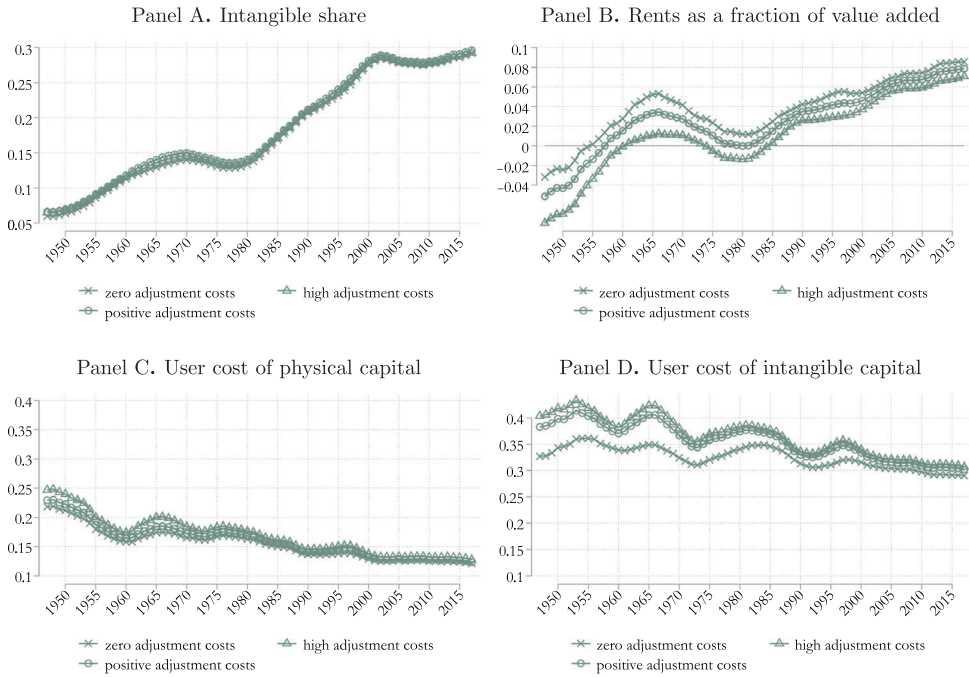 Panel A. Intangible share
0.3
0.25
0.2
0.15
0.1
0.05
1950 1955 1960 1965 1970 1975 1980 1985 1990 1995 2000 2005 2010 2015
zero adjustment costs high adjustment costs
positive adjustment costs
Panel B. Rents as a fraction of value added
0.1
0.08
0.06
0.04
0.02
0
−0.02
−0.04
1950 1955 1960 1965 1970 1975 1980 1985 1990 1995 2000 2005 2010 2015
zero adjustment costs high adjustment costs
positive adjustment costs
Panel C. User cost of physical capital
0.4
0.35
0.3
0.25
0.2
0.15
0.1
1950 1955 1960 1965 1970 1975 1980 1985 1990 1995 2000 2005 2010 2015
zero adjustment costs high adjustment costs
positive adjustment costs
Panel D. User cost of intangible capital
0.4
0.35
0.3
0.25
0.2
0.15
0.1
1950 1955 1960 1965 1970 1975 1980 1985 1990 1995 2000 2005 2010 2015
zero adjustment costs high adjustment costs
positive adjustment costs